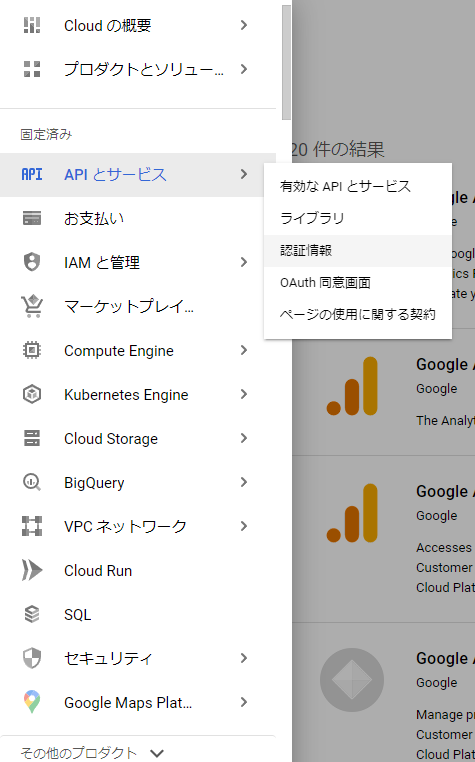 Cloud の概要
プロダクトとソリュー...
固定済み
20 件の結果
API API とサービス
有効な API とサービス
ライブラリ
認証情報
OAuth 同意画面
ページの使用に関する契約
お支払い
IAM と管理
マーケットプレイ...
Compute Engine
Kubernetes Engine
Cloud Storage
BigQuery
VPC ネットワーク
Cloud Run
SQL
セキュリティ
Google Maps Plat...
その他のプロダクト
Google A
Google
The Analyt
Google A
Google
Accesses
Customer
Cloud Plat
Google A
Google
Manage p
Customer
Cloud Plat